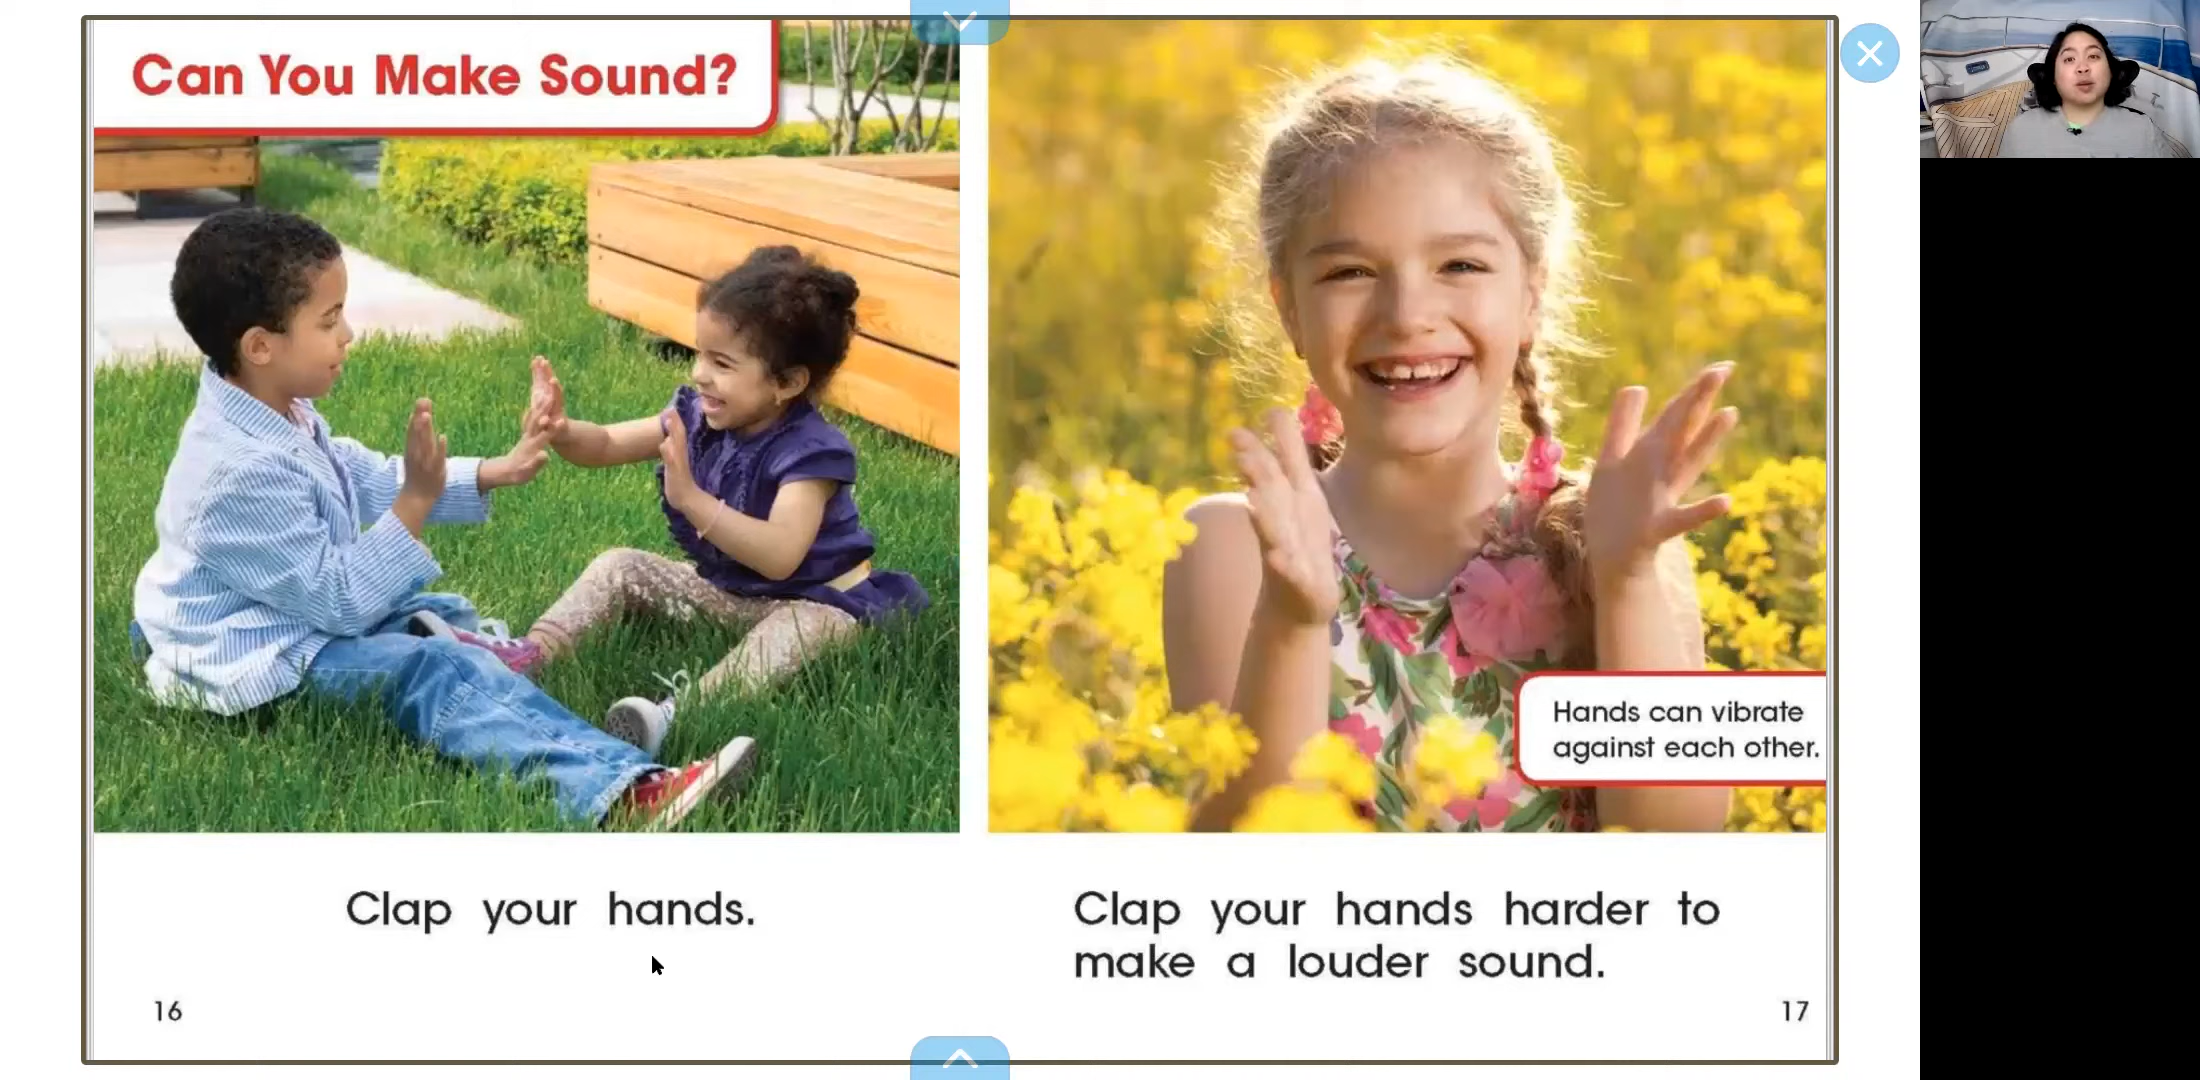 Can You Make Sound?
Clap your hands.
16
Hands can vibrate
against each other.
Clap your hands harder to
make a louder sound.
17